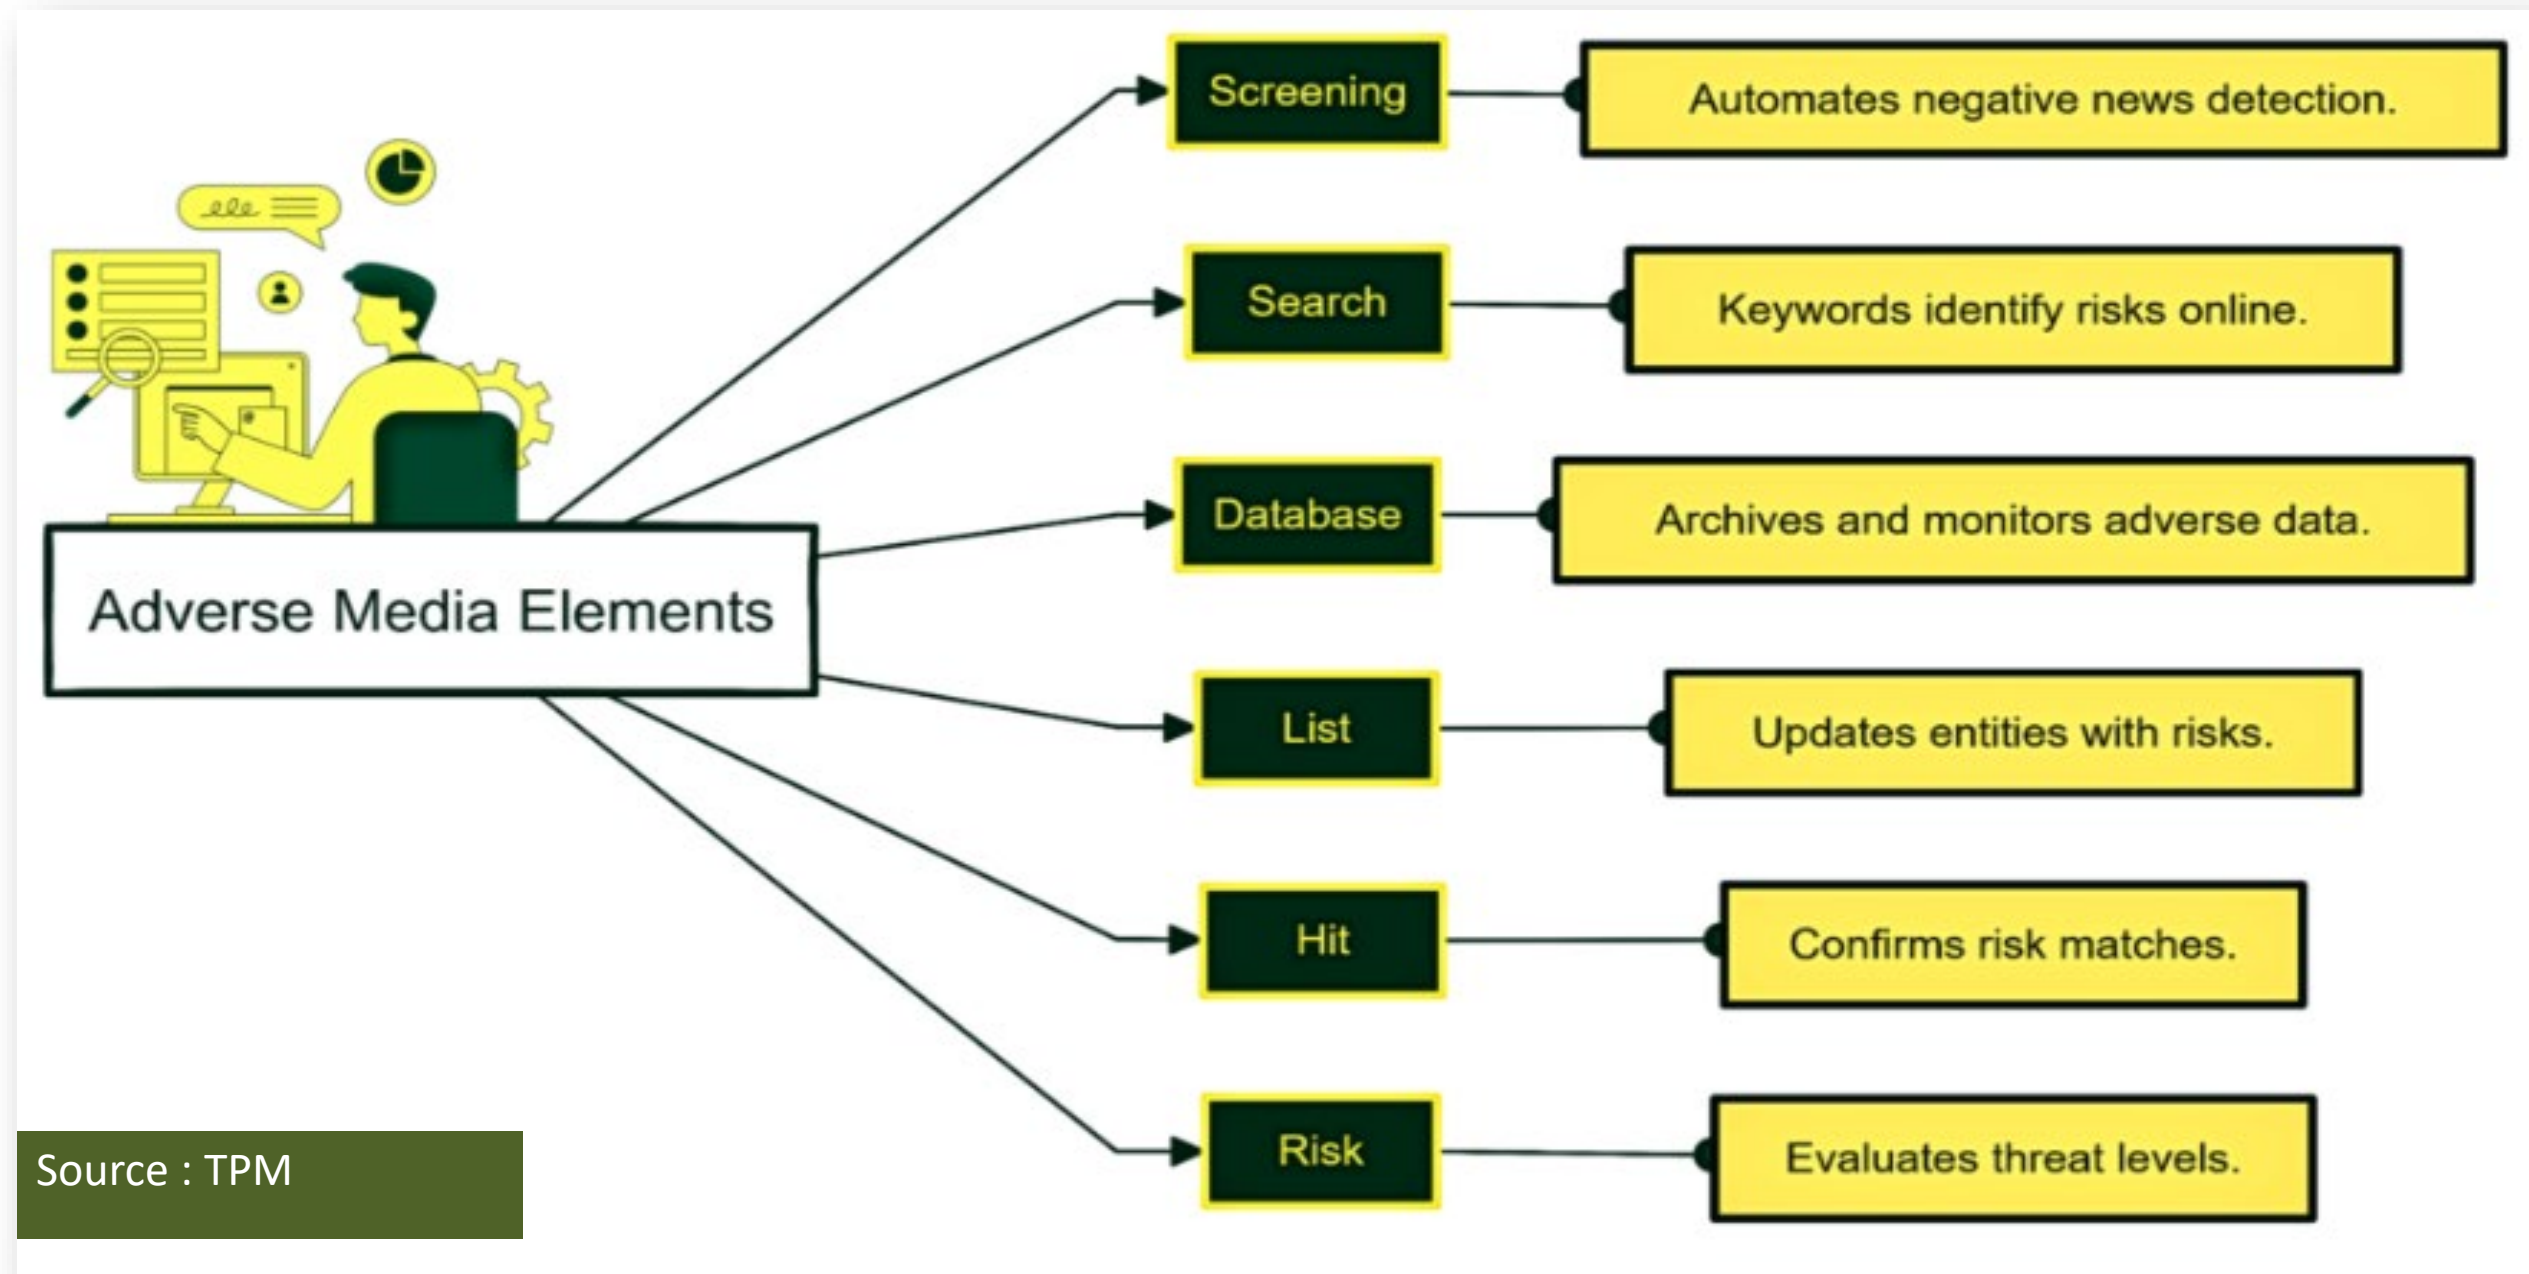 Screening
Automates negative news detection.
Search
Keywords identify risks online.
Database
Archives and monitors adverse data.
Adverse Media Elements
List
Updates entities with risks.
Hit
Confirms risk matches.
Risk
Evaluates threat levels.
Source : TPM